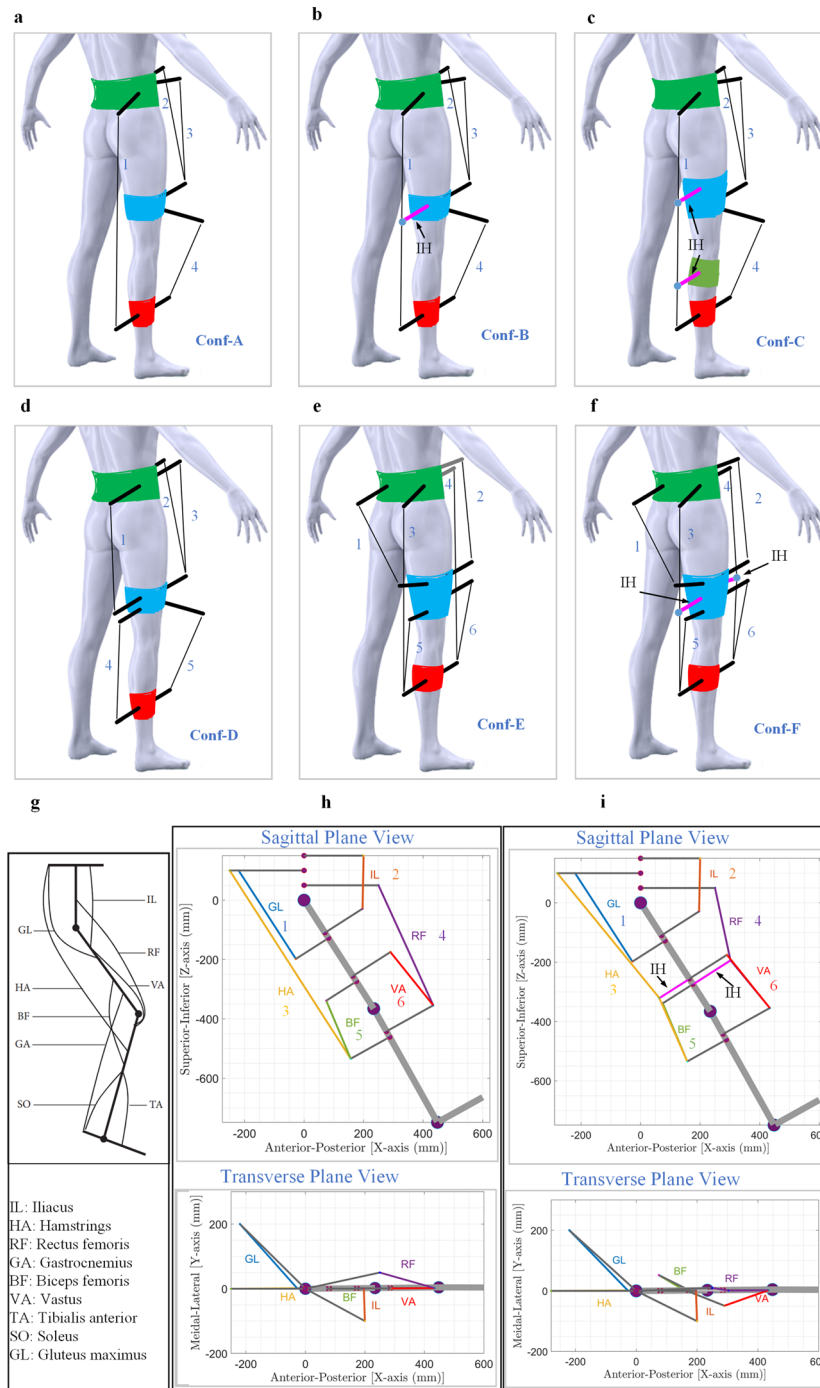 a
2
3
1
4
Conf-A
b
2
3
1
IH
4
Conf-B
c
2
3
1
IH
4
Conf-C
d
2
3
1
4
5
Conf-D
e
4
2
1
3
5
6
Conf-E
f
4
2
1
3
IH
IH
5
6
Conf-F
g
IL
GL
RF
HA
VA
BF
GA
SO
TA
IL: Iliacus
HA: Hamstrings
RF: Rectus femoris
GA: Gastrocnemius
BF: Biceps femoris
VA: Vastus
TA: Tibialis anterior
SO: Soleus
GL: Gluteus maximus
h
Sagittal Plane View
Superior-Inferior [Z-axis (mm)]
0
-200
-400
-600
IL 2
GL
1
RF 4
HA
3
VA
6
BF
5
-200 0 200 400 600
Anterior-Posterior [X-axis (mm)]
Transverse Plane View
Meidal-Lateral [Y-axis (mm)]
200
0
-200
GL
RF
HA
BF
IL
VA
-200 0 200 400 600
Anterior-Posterior [X-axis (mm)]
i
Sagittal Plane View
Superior-Inferior [Z-axis (mm)]
0
-200
-400
-600
IL 2
GL
1
RF 4
HA
3
IH
IH
VA
6
BF
5
-200 0 200 400 600
Anterior-Posterior [X-axis (mm)]
Transverse Plane View
Meidal-Lateral [Y-axis (mm)]
200
0
-200
GL
BF
RF
HA
IL
VA
-200 0 200 400 600
Anterior-Posterior [X-axis (mm)]